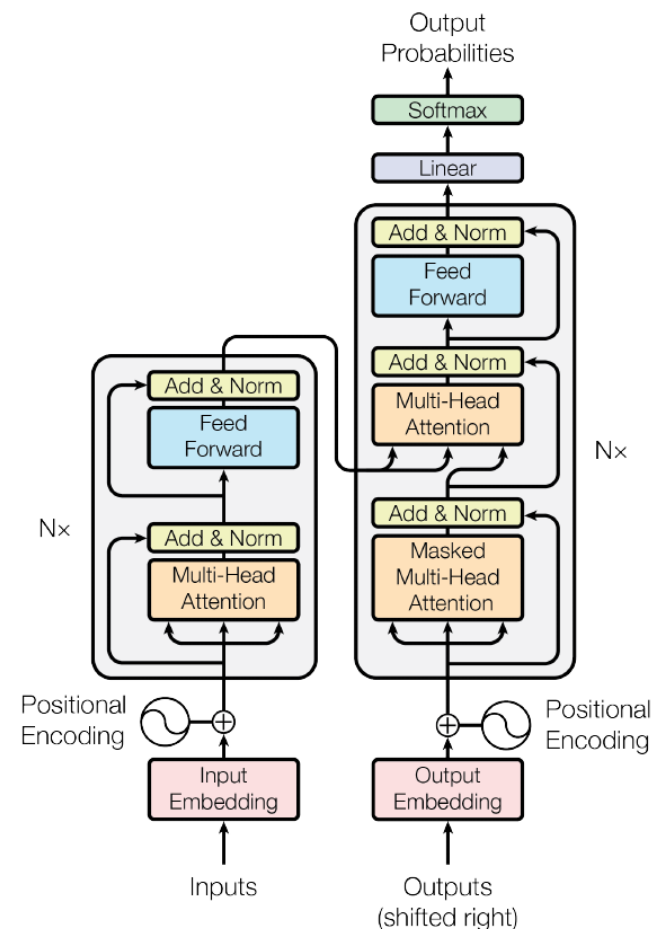 Output
Probabilities
Softmax
Linear
Add & Norm
Feed
Forward
Add & Norm
Multi-Head
Attention
Add & Norm
Masked
Multi-Head
Attention
Nx
Add & Norm
Feed
Forward
Add & Norm
Multi-Head
Attention
Nx
Positional
Encoding
Input
Embedding
Inputs
Positional
Encoding
Output
Embedding
Outputs
(shifted right)